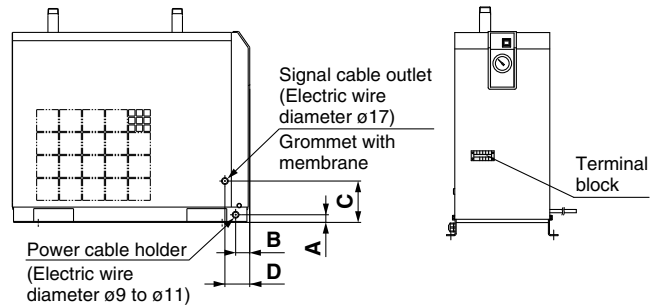 Signal cable outlet
(Electric wire
diameter ø17)
Grommet with
membrane
Terminal
block
C
B
A
D
Power cable holder
(Electric wire
diameter ø9 to ø11)